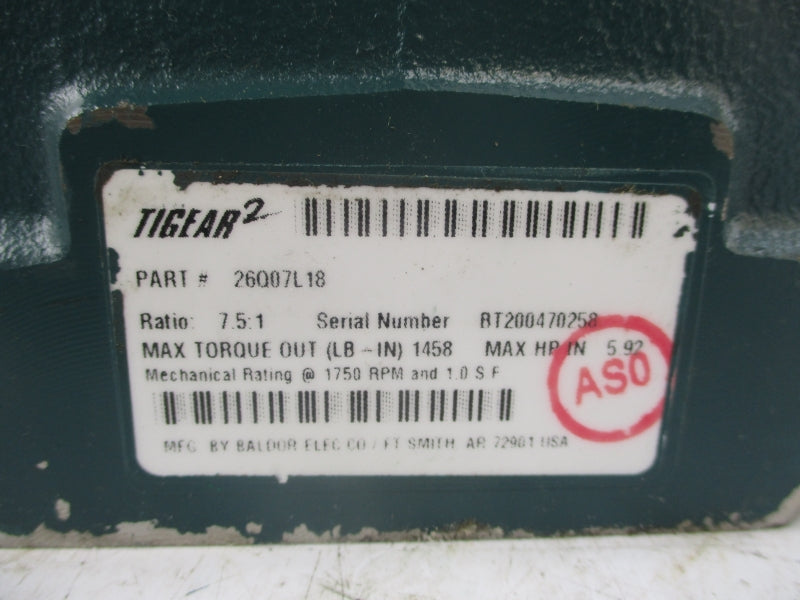 TIGEAR2
PART # 26Q07L18
Ratio: 7.5:1 Serial Number BT200470258
MAX TORQUE OUT (LB-IN) 1458 MAX HP IN 5.92
Mechanical Rating @ 1750 RPM and 1.0 S F
ASO
MFG BY BALDOR ELEC CO / FT SMITH, AR 72901 USA